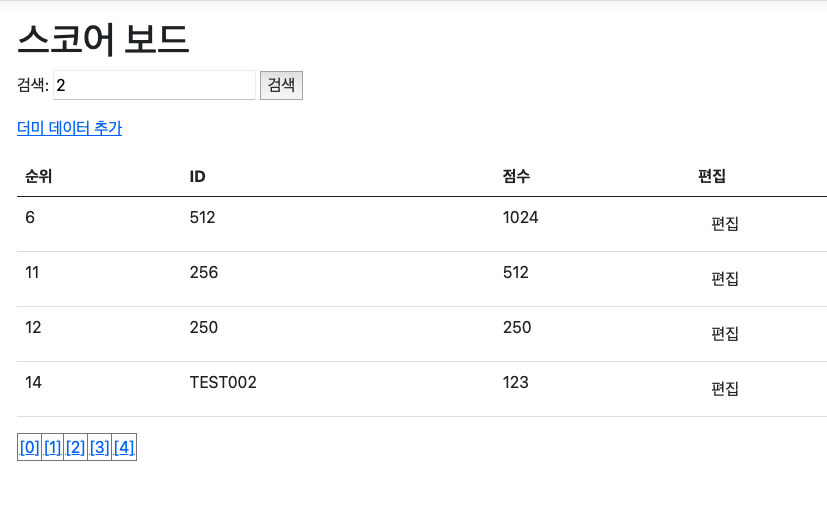 스코어 보드
검색: 2 검색
더미 데이터 추가
순위 ID 점수 편집
6 512 1024 편집
11 256 512 편집
12 250 250 편집
14 TEST002 123 편집
[0] [1] [2] [3] [4]